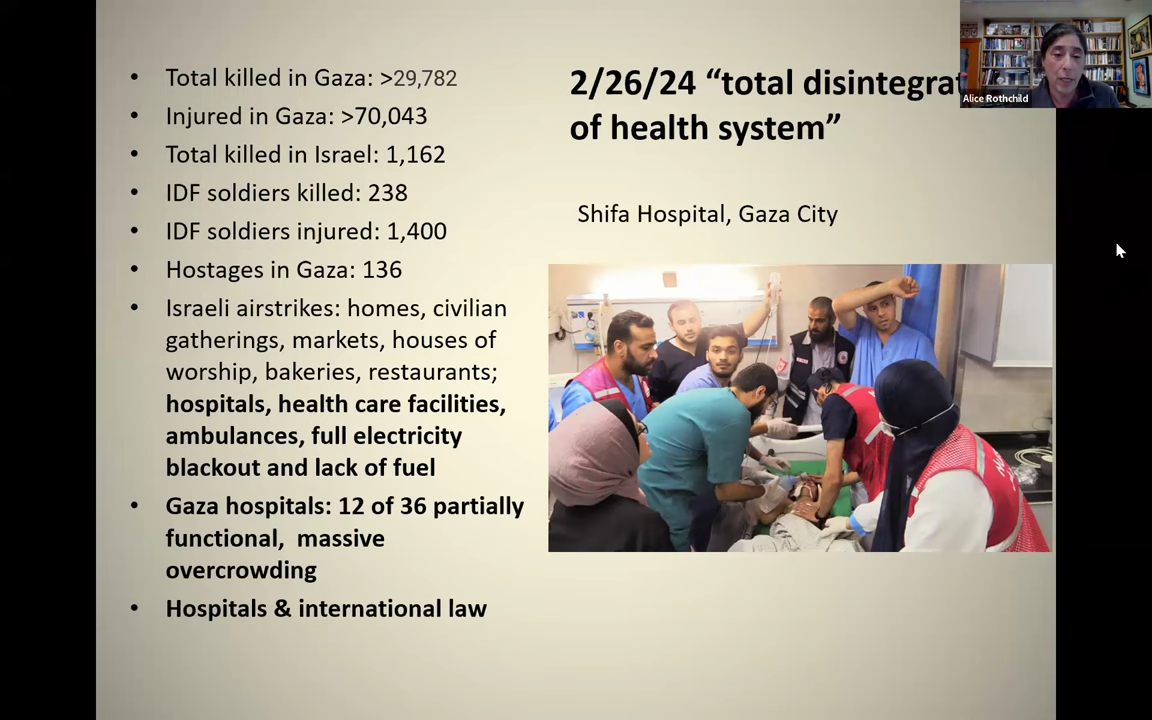 • Total killed in Gaza: >29,782
• Injured in Gaza: >70,043
• Total killed in Israel: 1,162
• IDF soldiers killed: 238
• IDF soldiers injured: 1,400
• Hostages in Gaza: 136
• Israeli airstrikes: homes, civilian
gatherings, markets, houses of
worship, bakeries, restaurants;
hospitals, health care facilities,
ambulances, full electricity
blackout and lack of fuel
• Gaza hospitals: 12 of 36 partially
functional, massive
overcrowding
• Hospitals & international law
2/26/24 “total disintegrat
of health system”
Shifa Hospital, Gaza City
Alice Rothchild